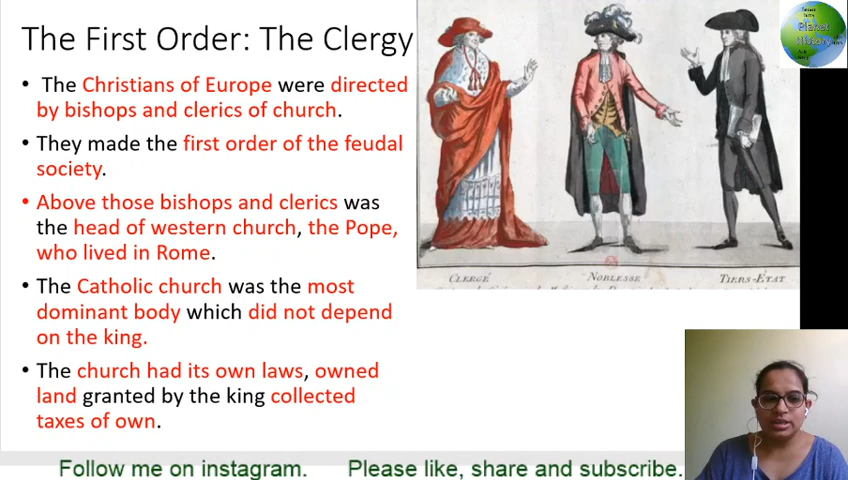 The First Order: The Clergy
• The Christians of Europe were directed
by bishops and clerics of church.
• They made the first order of the feudal
society.
• Above those bishops and clerics was
the head of western church, the Pope,
who lived in Rome.
• The Catholic church was the most
dominant body which did not depend
on the king.
• The church had its own laws, owned
land granted by the king collected
taxes of own.
CLERGÉ
NOBLESSE
TIERS-ÉTAT
Planet
History
Follow me on instagram. Please like, share and subscribe.